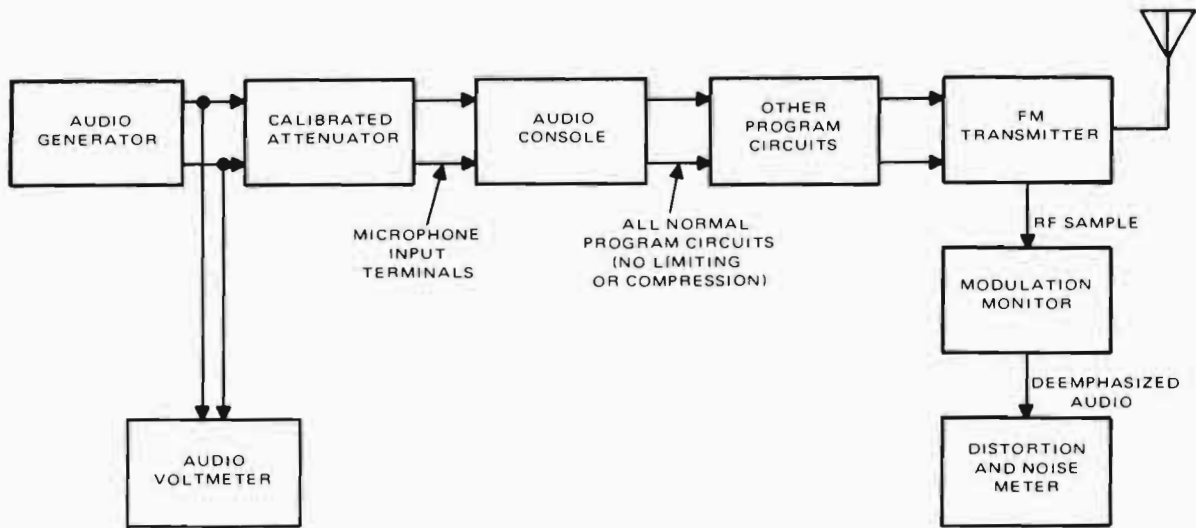 AUDIO
GENERATOR
CALIBRATED
ATTENUATOR
AUDIO
CONSOLE
OTHER
PROGRAM
CIRCUITS
FM
TRANSMITTER
MICROPHONE
INPUT
TERMINALS
ALL NORMAL
PROGRAM CIRCUITS
(NO LIMITING
OR COMPRESSION)
RF SAMPLE
MODULATION
MONITOR
DEEMPHASIZED
AUDIO
AUDIO
VOLTMETER
DISTORTION
AND NOISE
METER